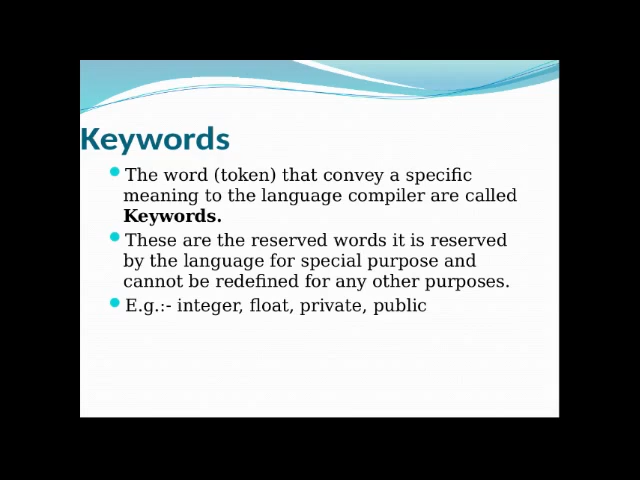 Keywords
The word (token) that convey a specific
meaning to the language compiler are called
Keywords.
These are the reserved words it is reserved
by the language for special purpose and
cannot be redefined for any other purposes.
E.g.:- integer, float, private, public